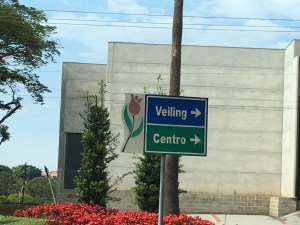 Veiling →
Centro →